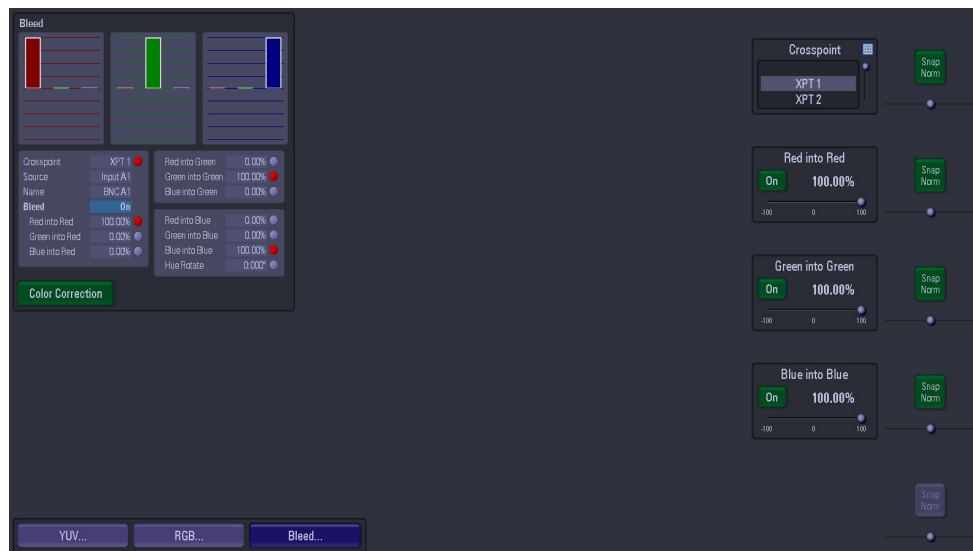 Bleed
Crosspoint XPT 1
Source Input A1
Name BNC A1
Bleed On
Red into Red 100.00%
Green into Red 0.00%
Blue into Red 0.00%
Red into Green 0.00%
Green into Green 100.00%
Blue into Green 0.00%
Red into Blue 0.00%
Green into Blue 0.00%
Blue into Blue 100.00%
Hue Rotate 0.000°
Color Correction
Crosspoint
XPT 1
XPT 2
Snap
Norm
Red into Red
On 100.00%
-100 0 100
Snap
Norm
Green into Green
On 100.00%
-100 0 100
Snap
Norm
Blue into Blue
On 100.00%
-100 0 100
Snap
Norm
Snap
Norm
YUV... RGB... Bleed...